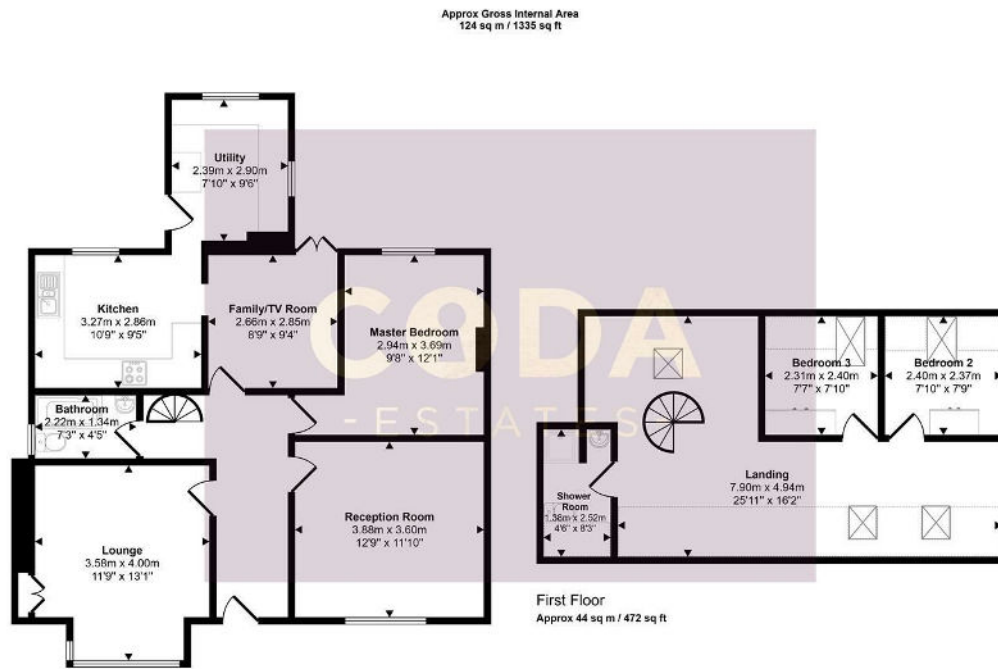 Approx Gross Internal Area
124 sq m / 1335 sq ft
Utility
2.39m x 2.90m
7'10" x 9'6"
Kitchen
3.27m x 2.86m
10'9" x 9'5"
Family/TV Room
2.66m x 2.85m
8'9" x 9'4"
Master Bedroom
2.94m x 3.69m
9'8" x 12'1"
Bathroom
2.22m x 1.34m
7'3" x 4'5"
Lounge
3.58m x 4.00m
11'9" x 13'1"
Reception Room
3.88m x 3.60m
12'9" x 11'10"
CODA
- ESTATES -
Bedroom 3
2.31m x 2.40m
7'7" x 7'10"
Bedroom 2
2.40m x 2.37m
7'10" x 7'9"
Landing
7.90m x 4.94m
25'11" x 16'2"
Shower
Room
1.38m x 2.52m
4'6" x 8'3"
First Floor
Approx 44 sq m / 472 sq ft